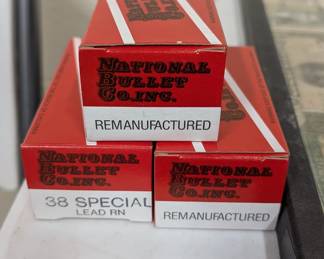 NATIONAL
BULLET
CO.INC.
REMANUFACTURED
NATIONAL
BULLET
CO.INC.
38 SPECIAL
LEAD RN
NATIONAL
BULLET
CO.INC.
REMANUFACTURED